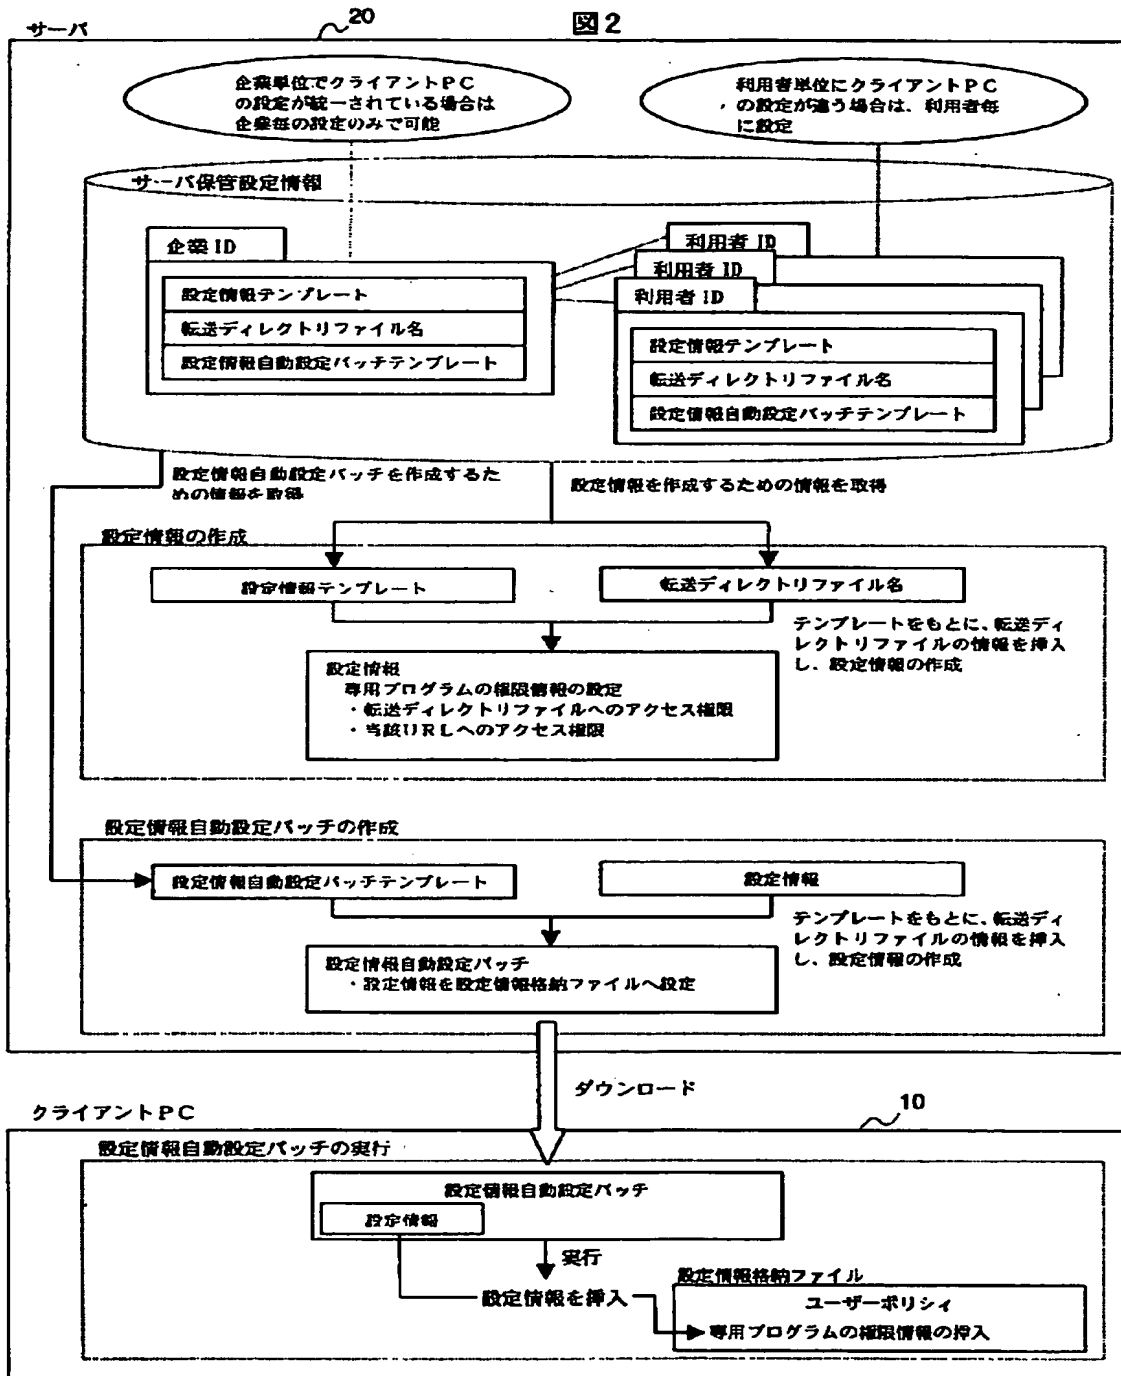 図2
サーバ
20
企業単位でクライアントPC
の設定が統一されている場合は
企業毎の設定のみで可能
利用者単位にクライアントPC
の設定が違う場合は、利用者毎
に設定
サーバ保管設定情報
企業ID
設定情報テンプレート
転送ディレクトリファイル名
設定情報自動設定バッチテンプレート
利用者ID
利用者ID
利用者ID
設定情報テンプレート
転送ディレクトリファイル名
設定情報自動設定バッチテンプレート
設定情報自動設定バッチを作成するた
めの情報を取得
設定情報を作成するための情報を取得
設定情報の作成
設定情報テンプレート
転送ディレクトリファイル名
テンプレートをもとに、転送ディ
レクトリファイルの情報を挿入
し、設定情報の作成
設定情報
専用プログラムの権限情報の設定
・転送ディレクトリファイルへのアクセス権限
・当該URLへのアクセス権限
設定情報自動設定バッチの作成
設定情報自動設定バッチテンプレート
設定情報
テンプレートをもとに、転送ディ
レクトリファイルの情報を挿入
し、設定情報の作成
設定情報自動設定バッチ
・設定情報を設定情報格納ファイルへ設定
ダウンロード
クライアントPC
10
設定情報自動設定バッチの実行
設定情報自動設定バッチ
設定情報
実行
設定情報を挿入
設定情報格納ファイル
ユーザーポリシィ
専用プログラムの権限情報の挿入